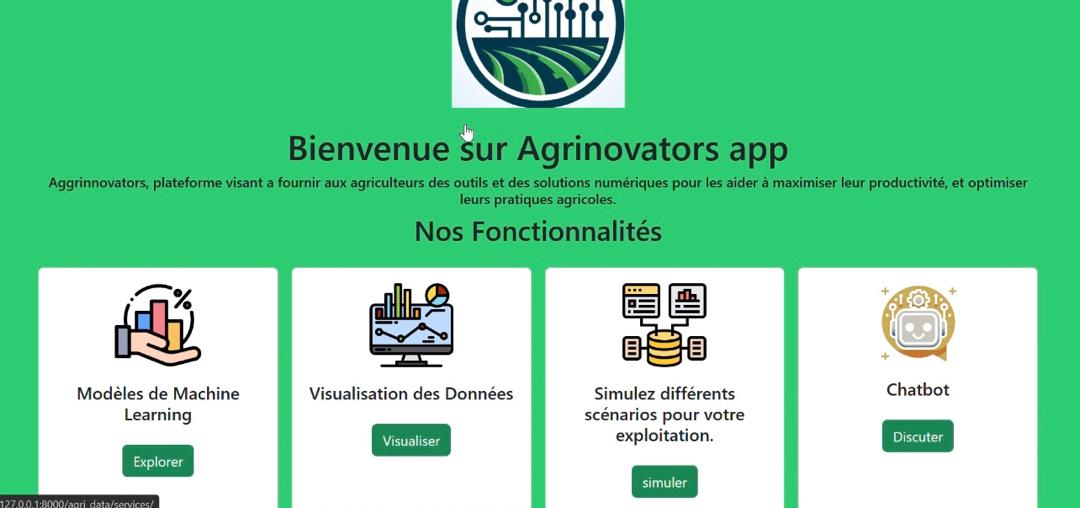 Bienvenue sur Agrinovators app
Aggrinnovators, plateforme visant a fournir aux agriculteurs des outils et des solutions numériques pour les aider à maximiser leur productivité, et optimiser
leurs pratiques agricoles.
Nos Fonctionnalités
%
Modèles de Machine
Learning
Explorer
Visualisation des Données
Visualiser
Simulez différents
scénarios pour votre
exploitation.
simuler
Chatbot
Discuter
127.0.0.1:8000/agri_data/services/